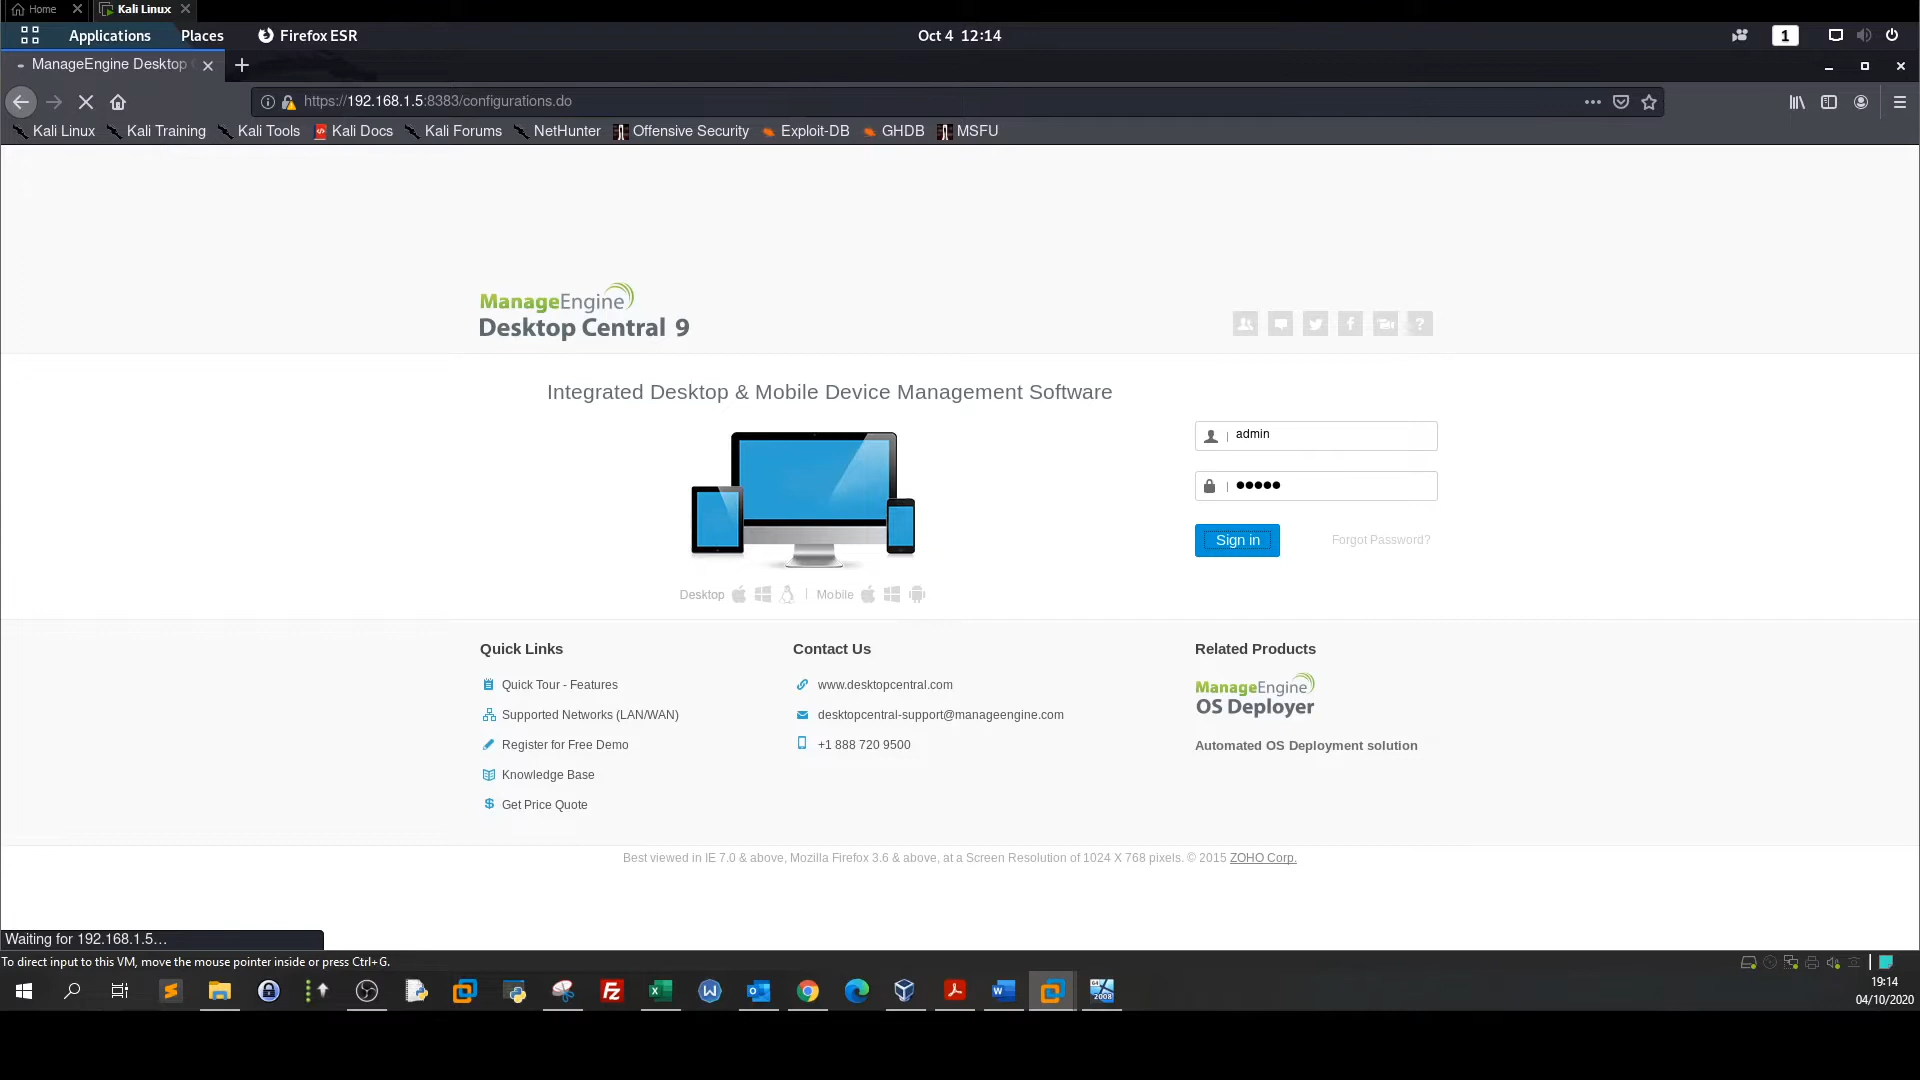 Home
Kali Linux
Applications Places Firefox ESR Oct 4 12:14 1
ManageEngine Desktop
https://192.168.1.5:8383/configurations.do
Kali Linux Kali Training Kali Tools Kali Docs Kali Forums NetHunter Offensive Security Exploit-DB GHDB MSFU
ManageEngine
Desktop Central 9
Integrated Desktop & Mobile Device Management Software
admin
•••••
Sign in Forgot Password?
Desktop | Mobile
Quick Links
Quick Tour - Features
Supported Networks (LAN/WAN)
Register for Free Demo
Knowledge Base
Get Price Quote
Contact Us
www.desktopcentral.com
desktopcentral-support@manageengine.com
+1 888 720 9500
Related Products
ManageEngine
OS Deployer
Automated OS Deployment solution
Best viewed in IE 7.0 & above, Mozilla Firefox 3.6 & above, at a Screen Resolution of 1024 X 768 pixels. © 2015 ZOHO Corp.
Waiting for 192.168.1.5…
To direct input to this VM, move the mouse pointer inside or press Ctrl+G.
2008
19:14
04/10/2020